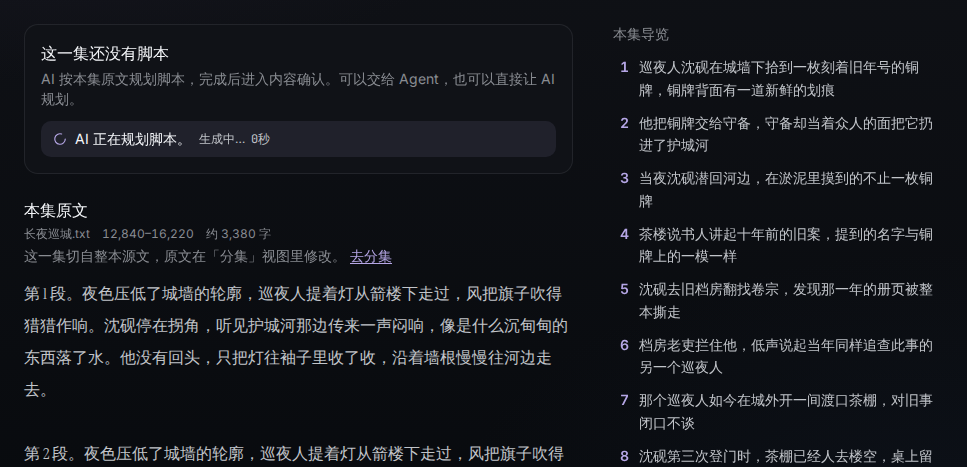 这一集还没有脚本
AI 按本集原文规划脚本，完成后进入内容确认。可以交给 Agent，也可以直接让 AI
规划。
AI 正在规划脚本。 生成中… 0秒
本集原文
长夜巡城.txt 12,840–16,220 约 3,380 字
这一集切自整本源文，原文在「分集」视图里修改。 去分集
第1段。夜色压低了城墙的轮廓，巡夜人提着灯从箭楼下走过，风把旗子吹得
猎猎作响。沈砚停在拐角，听见护城河那边传来一声闷响，像是什么沉甸甸的
东西落了水。他没有回头，只把灯往袖子里收了收，沿着墙根慢慢往河边走
去。
第2段。夜色压低了城墙的轮廓，巡夜人提着灯从箭楼下走过，风把旗子吹得
本集导览
1 巡夜人沈砚在城墙下拾到一枚刻着旧年号的铜
牌，铜牌背面有一道新鲜的划痕
2 他把铜牌交给守备，守备却当着众人的面把它扔
进了护城河
3 当夜沈砚潜回河边，在淤泥里摸到的不止一枚铜
牌
4 茶楼说书人讲起十年前的旧案，提到的名字与铜
牌上的一模一样
5 沈砚去旧档房翻找卷宗，发现那一年的册页被整
本撕走
6 档房老吏拦住他，低声说起当年同样追查此事的
另一个巡夜人
7 那个巡夜人如今在城外开一间渡口茶棚，对旧事
闭口不谈
8 沈砚第三次登门时，茶棚已经人去楼空，桌上留